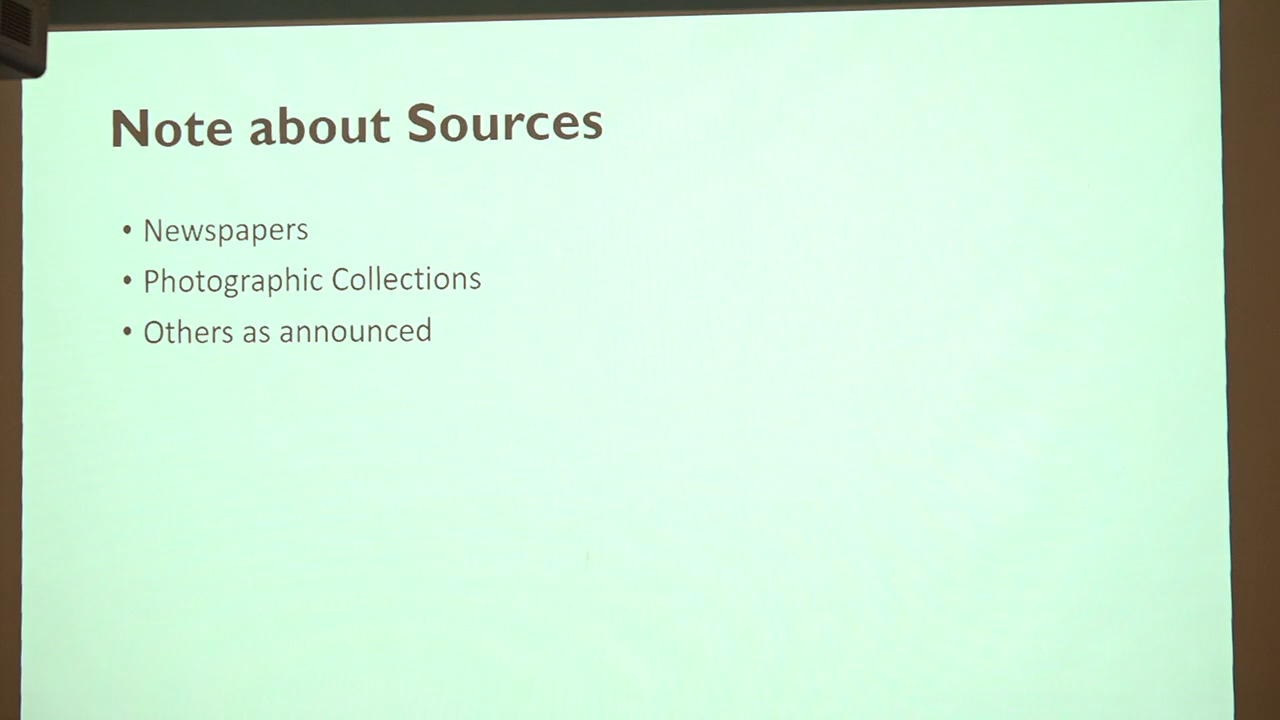 Note about Sources
• Newspapers
• Photographic Collections
• Others as announced